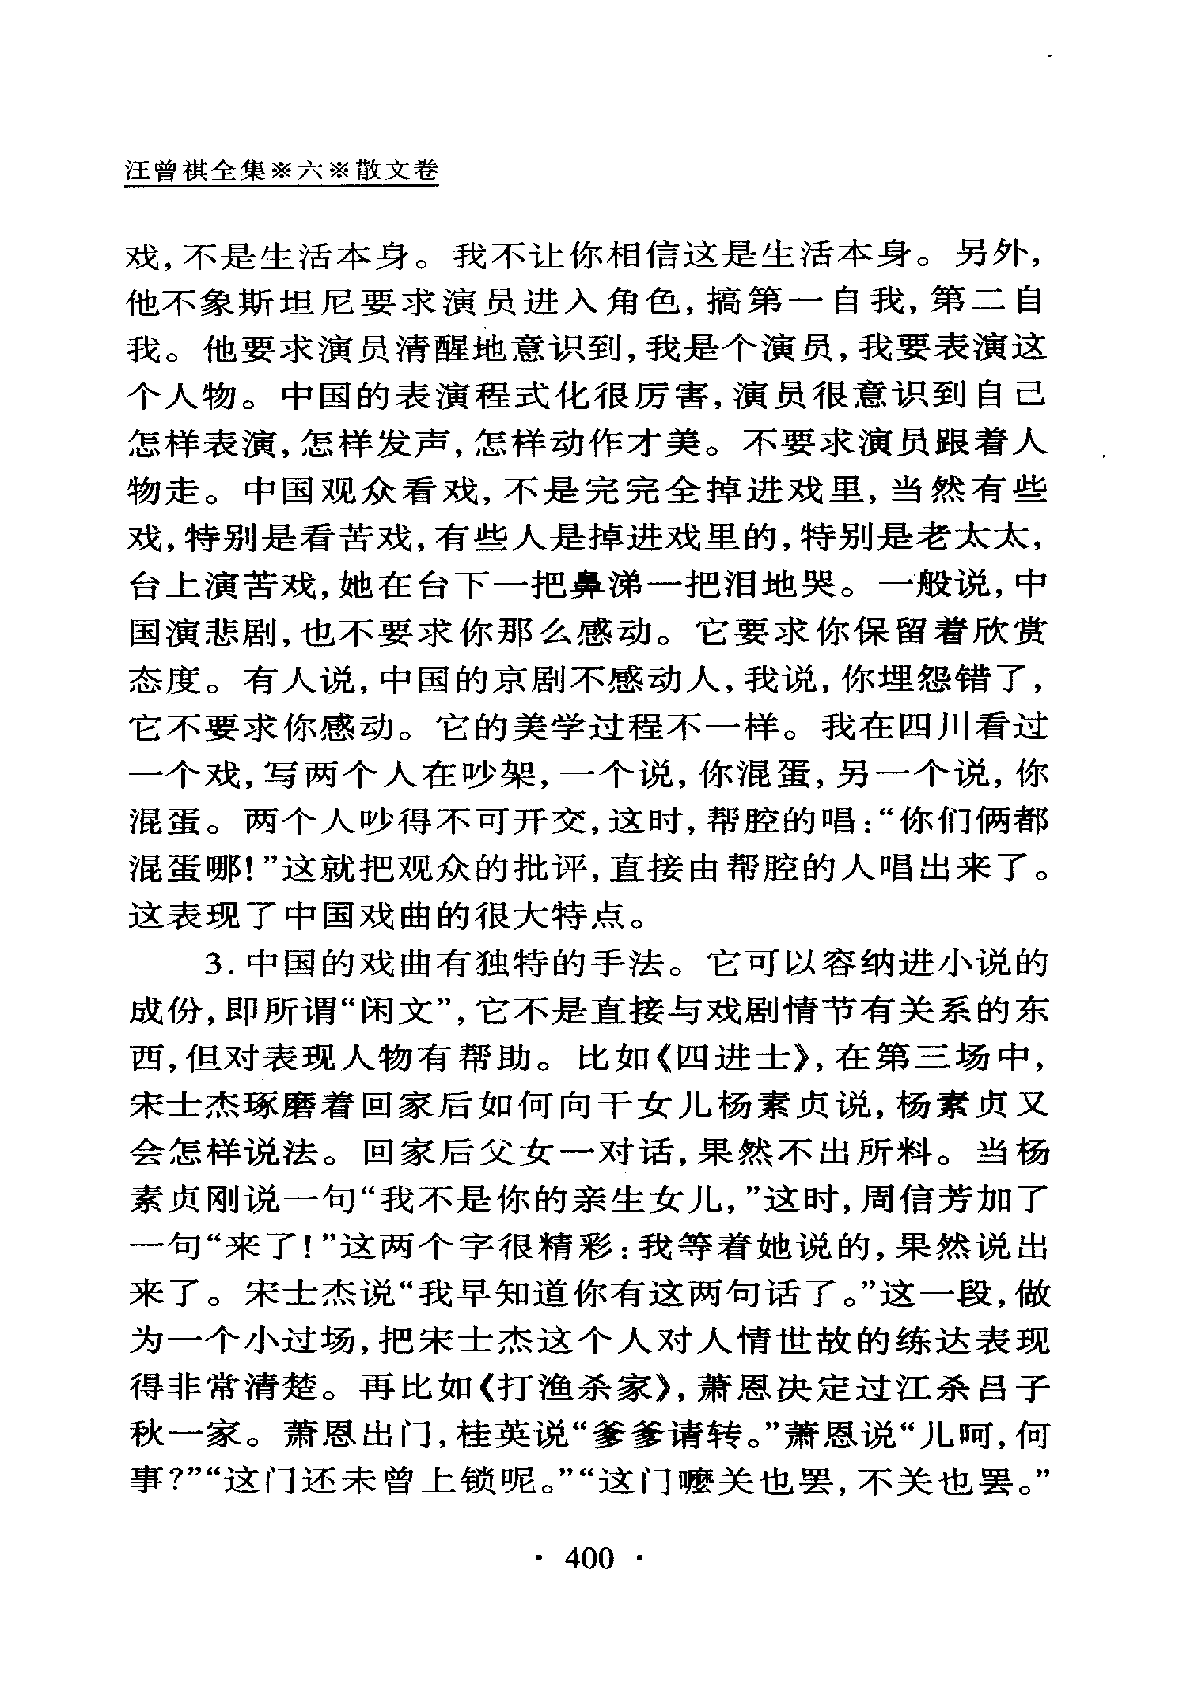 汪曾祺全集※六※散文卷
戏,不是生活本身。我不让你相信这是生活本身。另外,
他不象斯坦尼要求演员进入角色,搞第一自我,第二自
我。他要求演员清醒地意识到,我是个演员,我要表演这
个人物。中国的表演程式化很厉害,演员很意识到自己
怎样表演,怎样发声,怎样动作才美。不要求演员跟着人
物走。中国观众看戏,不是完完全掉进戏里,当然有些
戏,特别是看苦戏,有些人是掉进戏里的,特别是老太太,
台上演苦戏,她在台下一把鼻涕一把泪地哭。一般说,中
国演悲剧,也不要求你那么感动。它要求你保留着欣赏
态度。有人说,中国的京剧不感动人,我说,你埋怨错了,
它不要求你感动。它的美学过程不一样。我在四川看过
一个戏,写两个人在吵架,一个说,你混蛋,另一个说,你
混蛋。两个人吵得不可开交,这时,帮腔的唱:“你们俩都
混蛋哪!”这就把观众的批评,直接由帮腔的人唱出来了。
这表现了中国戏曲的很大特点。
3.中国的戏曲有独特的手法。它可以容纳进小说的
成份,即所谓“闲文”,它不是直接与戏剧情节有关系的东
西,但对表现人物有帮助。比如《四进士》,在第三场中,
宋士杰琢磨着回家后如何向干女儿杨素贞说,杨素贞又
会怎样说法。回家后父女一对话,果然不出所料。当杨
素贞刚说一句“我不是你的亲生女儿,”这时,周信芳加了
一句“来了!”这两个字很精彩:我等着她说的,果然说出
来了。宋士杰说“我早知道你有这两句话了。”这一段,做
为一个小过场,把宋士杰这个人对人情世故的练达表现
得非常清楚。再比如《打渔杀家》,萧恩决定过江杀吕子
秋一家。萧恩出门,桂英说“爹爹请转。”萧恩说“儿呵,何
事?”“这门还未曾上锁呢。”“这门嚒关也罢,不关也罢。”
· 400 ·